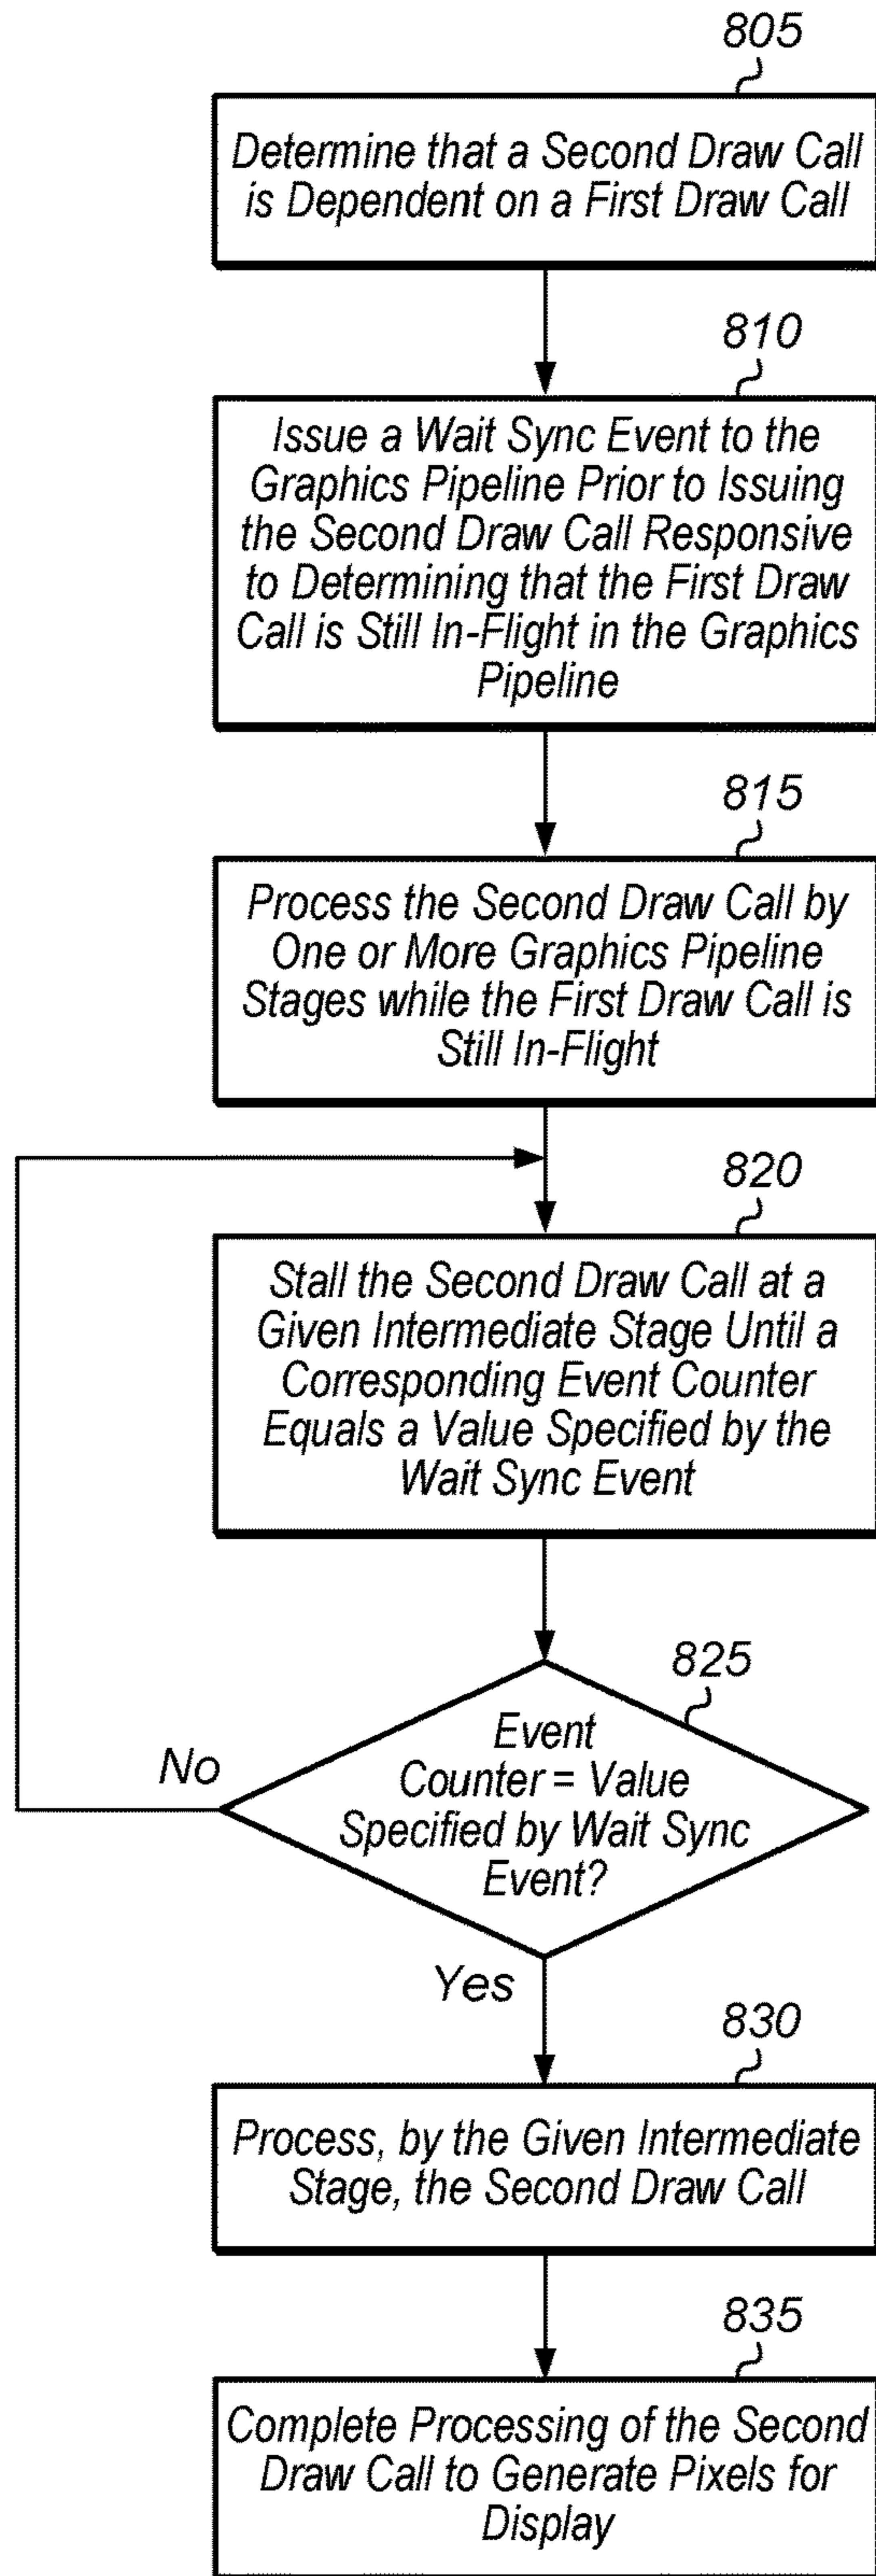 805
Determine that a Second Draw Call
is Dependent on a First Draw Call
810
Issue a Wait Sync Event to the
Graphics Pipeline Prior to Issuing
the Second Draw Call Responsive
to Determining that the First Draw
Call is Still In-Flight in the Graphics
Pipeline
815
Process the Second Draw Call by
One or More Graphics Pipeline
Stages while the First Draw Call is
Still In-Flight
820
Stall the Second Draw Call at a
Given Intermediate Stage Until a
Corresponding Event Counter
Equals a Value Specified by the
Wait Sync Event
825
Event
Counter = Value
Specified by Wait Sync
Event?
No
Yes
830
Process, by the Given Intermediate
Stage, the Second Draw Call
835
Complete Processing of the Second
Draw Call to Generate Pixels for
Display